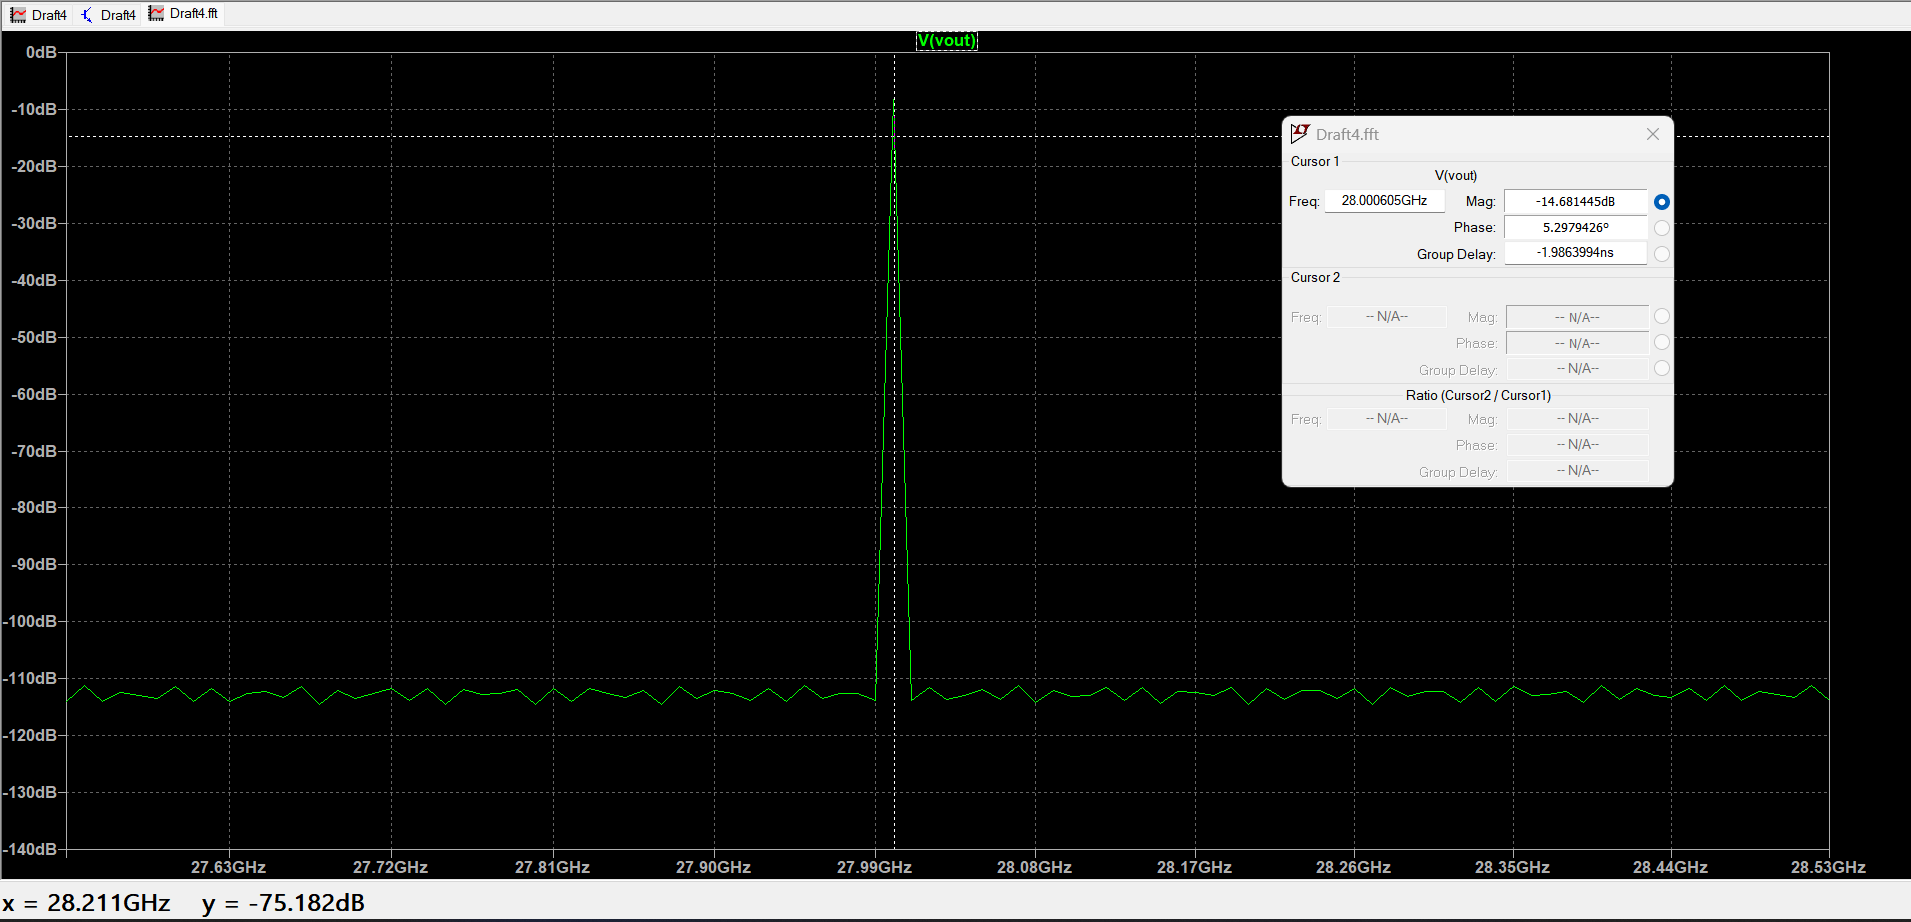 Draft4 Draft4 Draft4.fft
V(vout)
0dB
-10dB
-20dB
-30dB
-40dB
-50dB
-60dB
-70dB
-80dB
-90dB
-100dB
-110dB
-120dB
-130dB
-140dB
27.63GHz 27.72GHz 27.81GHz 27.90GHz 27.99GHz 28.08GHz 28.17GHz 28.26GHz 28.35GHz 28.44GHz 28.53GHz
Draft4.fft
Cursor 1
V(vout)
Freq: 28.000605GHz Mag: -14.681445dB
Phase: 5.2979426º
Group Delay: -1.9863994ns
Cursor 2
Freq: -- N/A-- Mag: -- N/A--
Phase: -- N/A--
Group Delay: -- N/A--
Ratio (Cursor2 / Cursor1)
Freq: -- N/A-- Mag: -- N/A--
Phase: -- N/A--
Group Delay: -- N/A--
x = 28.211GHz y = -75.182dB